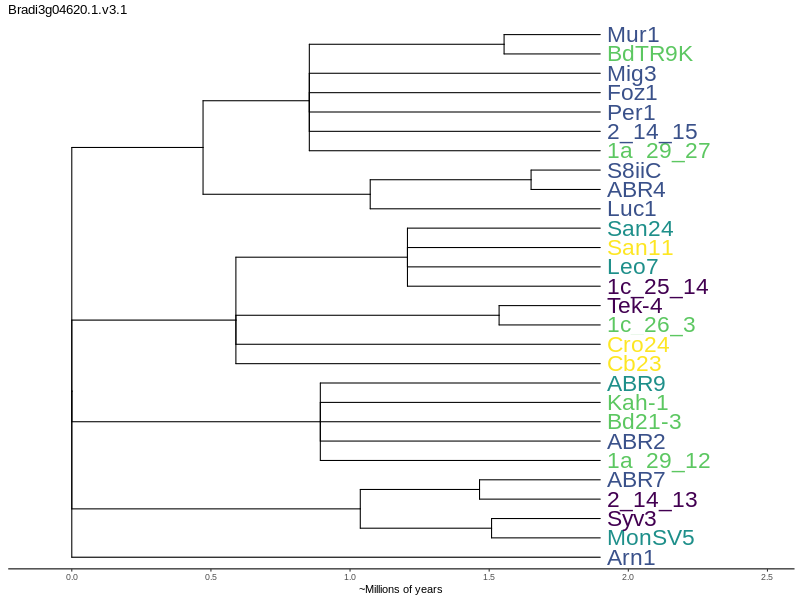 Bradi3g04620.1.v3.1
Mur1
BdTR9K
Mig3
Foz1
Per1
2_14_15
1a_29_27
S8iiC
ABR4
Luc1
San24
San11
Leo7
1c_25_14
Tek-4
1c_26_3
Cro24
Cb23
ABR9
Kah-1
Bd21-3
ABR2
1a_29_12
ABR7
2_14_13
Syv3
MonSV5
Arn1
0.0 0.5 1.0 1.5 2.0 2.5
~Millions of years